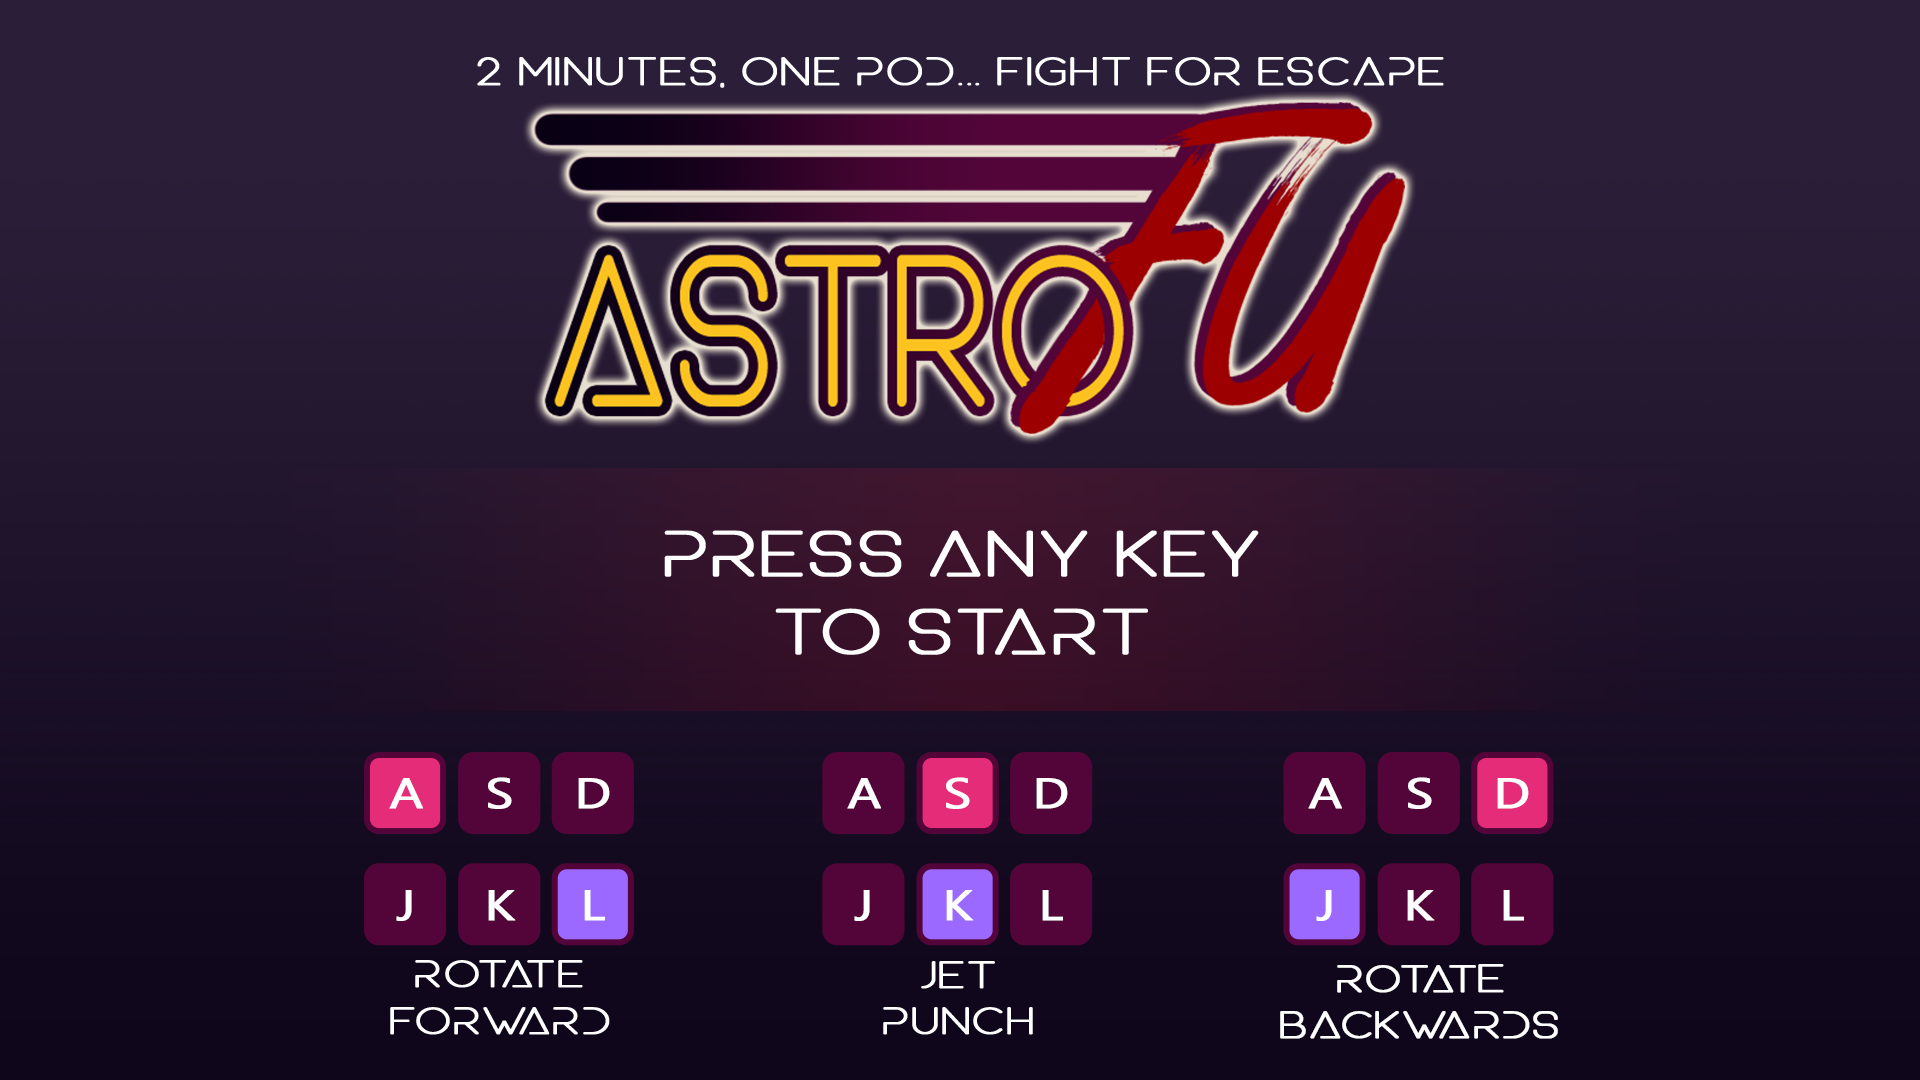 2 MINUTES, ONE POD... FIGHT FOR ESCAPE
ASTRO FU
PRESS ANY KEY
TO START
A S D
J K L
ROTATE
FORWARD
A S D
J K L
JET
PUNCH
A S D
J K L
ROTATE
BACKWARDS